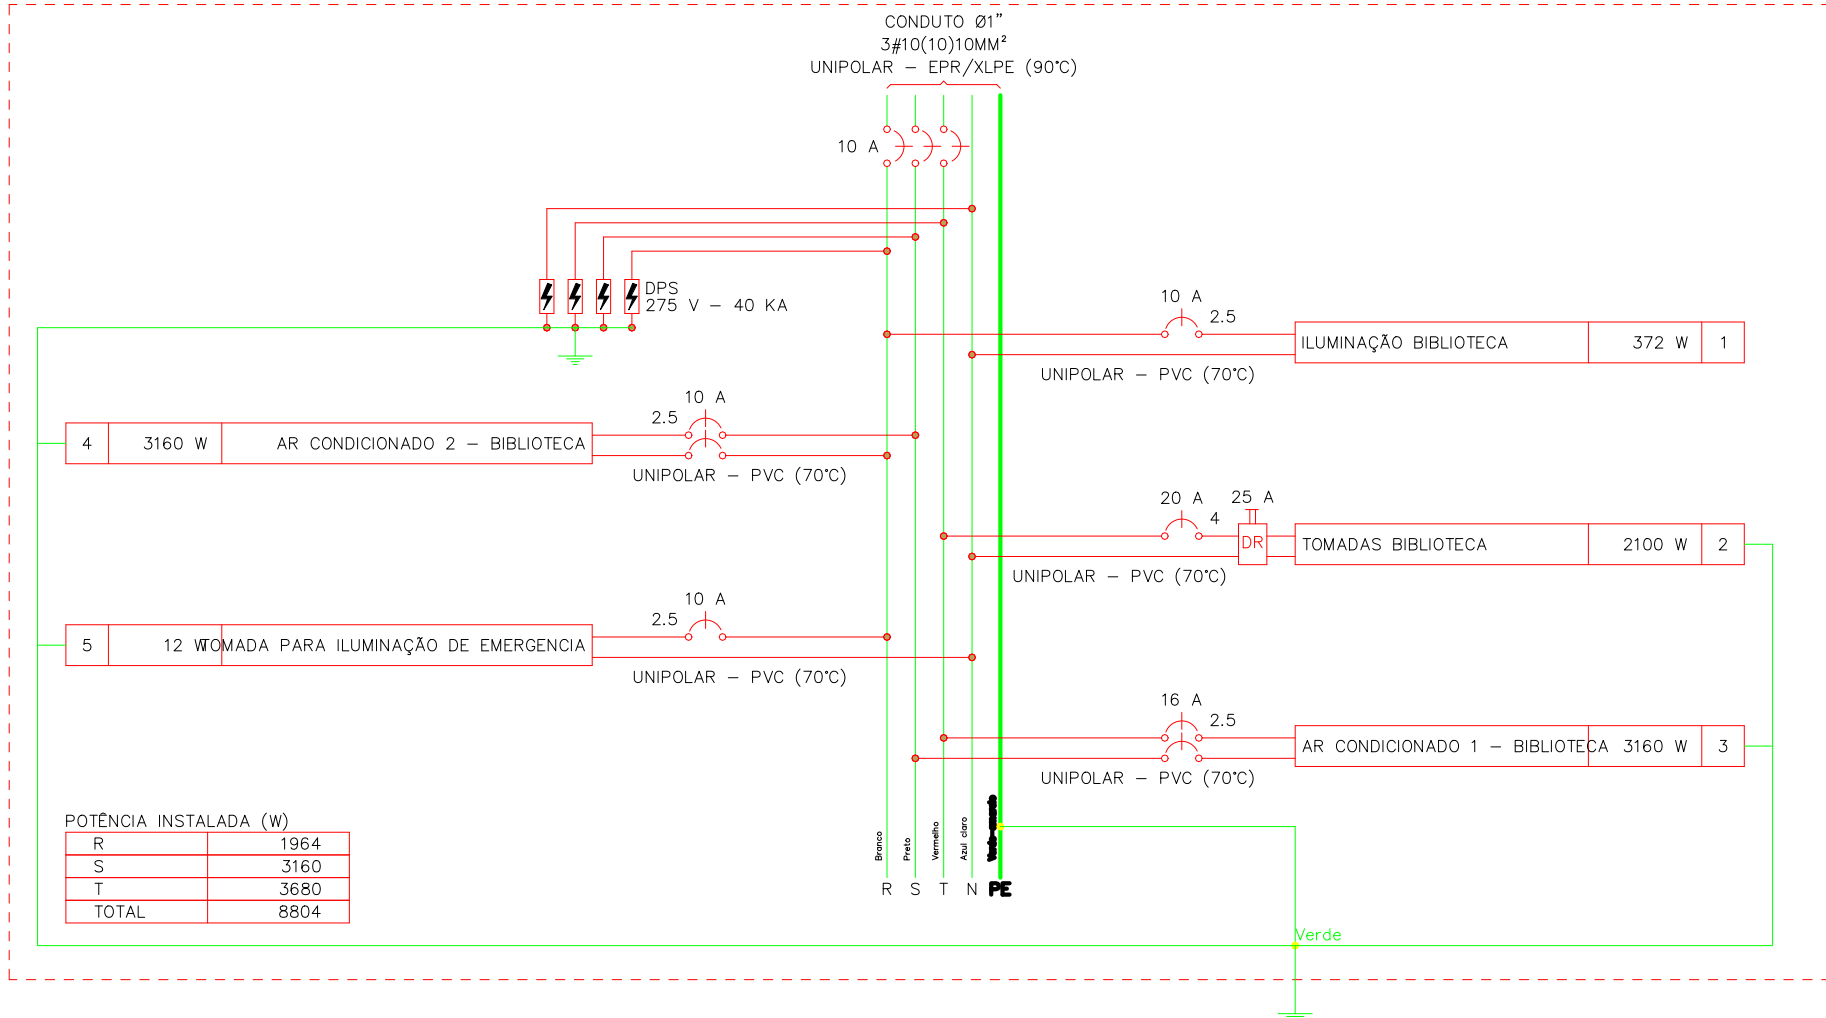 CONDUTO Ø1"
3#10(10)10MM²
UNIPOLAR – EPR/XLPE (90°C)
10 A
DPS
275 V – 40 KA
10 A
2.5
ILUMINAÇÃO BIBLIOTECA 372 W 1
UNIPOLAR – PVC (70°C)
10 A
2.5
4 3160 W AR CONDICIONADO 2 – BIBLIOTECA
UNIPOLAR – PVC (70°C)
20 A 25 A
4
DR
TOMADAS BIBLIOTECA 2100 W 2
UNIPOLAR – PVC (70°C)
10 A
2.5
5 12 W TOMADA PARA ILUMINAÇÃO DE EMERGENCIA
UNIPOLAR – PVC (70°C)
16 A
2.5
AR CONDICIONADO 1 – BIBLIOTECA 3160 W 3
UNIPOLAR – PVC (70°C)
POTÊNCIA INSTALADA (W)
R 1964
S 3160
T 3680
TOTAL 8804
Branco
Preto
Vermelho
Azul claro
R S T N PE
Verde